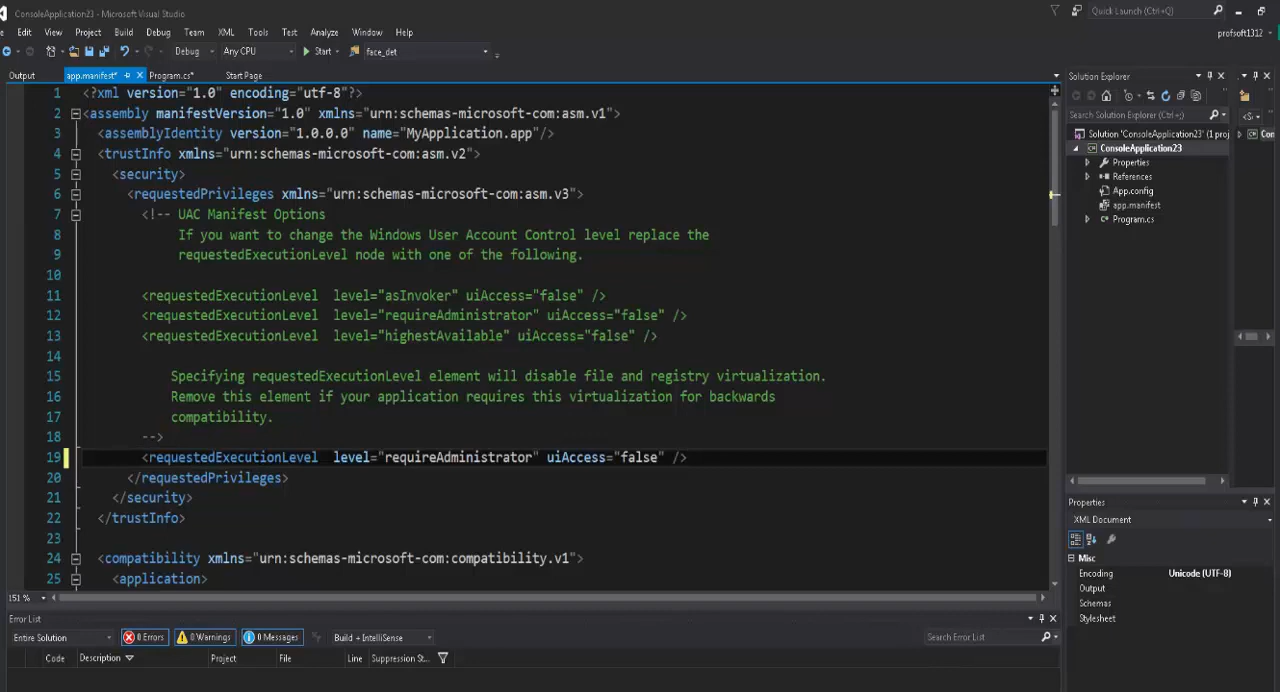 ConsoleApplication23 - Microsoft Visual Studio
Quick Launch (Ctrl+Q)
Edit View Project Build Debug Team XML Tools Test Analyze Window Help
profsoft1312
Debug Any CPU Start face_det
Output app.manifest* Program.cs* Start Page
1 <?xml version="1.0" encoding="utf-8"?>
2 <assembly manifestVersion="1.0" xmlns="urn:schemas-microsoft-com:asm.v1">
3 <assemblyIdentity version="1.0.0.0" name="MyApplication.app"/>
4 <trustInfo xmlns="urn:schemas-microsoft-com:asm.v2">
5 <security>
6 <requestedPrivileges xmlns="urn:schemas-microsoft-com:asm.v3">
7 <!-- UAC Manifest Options
8 If you want to change the Windows User Account Control level replace the
9 requestedExecutionLevel node with one of the following.
10
11 <requestedExecutionLevel level="asInvoker" uiAccess="false" />
12 <requestedExecutionLevel level="requireAdministrator" uiAccess="false" />
13 <requestedExecutionLevel level="highestAvailable" uiAccess="false" />
14
15 Specifying requestedExecutionLevel element will disable file and registry virtualization.
16 Remove this element if your application requires this virtualization for backwards
17 compatibility.
18 -->
19 <requestedExecutionLevel level="requireAdministrator" uiAccess="false" />
20 </requestedPrivileges>
21 </security>
22 </trustInfo>
23
24 <compatibility xmlns="urn:schemas-microsoft-com:compatibility.v1">
25 <application>
151 %
Solution Explorer
Search Solution Explorer (Ctrl+;)
Solution 'ConsoleApplication23' (1 proj
ConsoleApplication23
Properties
References
App.config
app.manifest
Program.cs
<S
Con
Properties
XML Document
Misc
Encoding Unicode (UTF-8)
Output
Schemas
Stylesheet
Error List
Entire Solution 0 Errors 0 Warnings 0 Messages Build + IntelliSense Search Error List
Code Description Project File Line Suppression St...